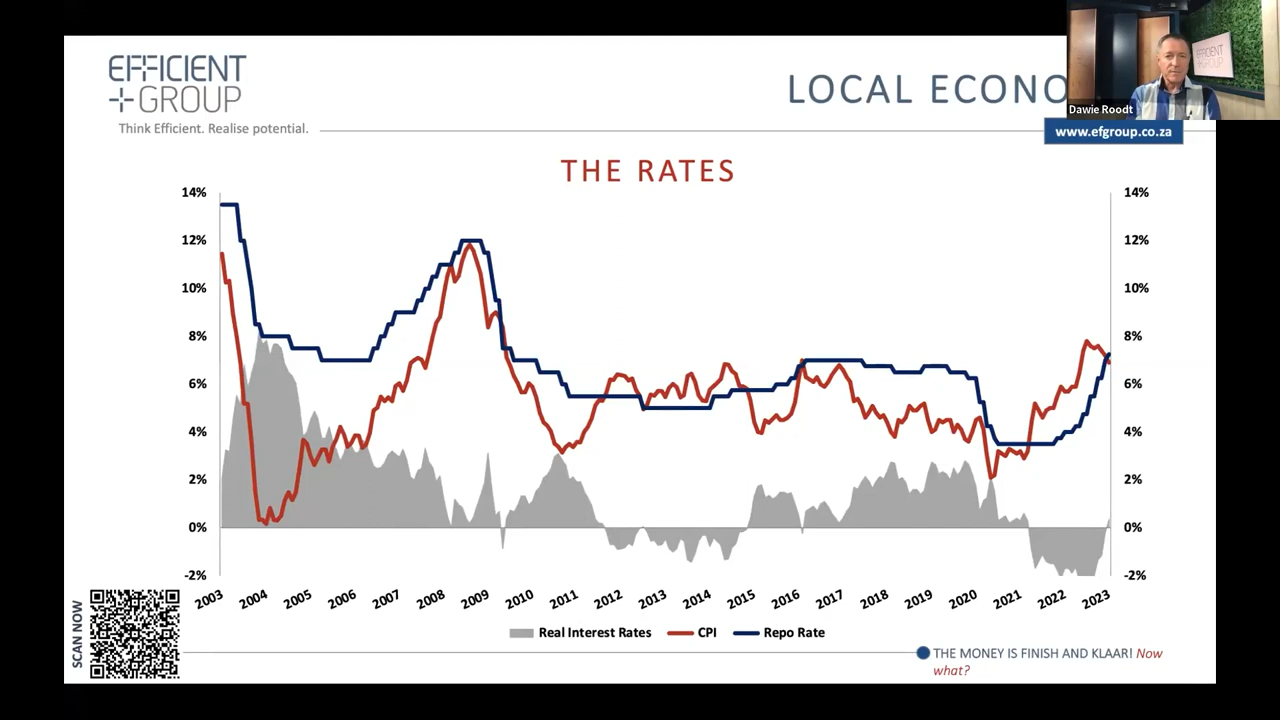 EFFICIENT
GROUP
Think Efficient. Realise potential.
LOCAL ECONO
Dawie Roodt
www.efgroup.co.za
EFFICIENT
GROUP
THE RATES
14% 14%
12% 12%
10% 10%
8% 8%
6% 6%
4% 4%
2% 2%
0% 0%
-2% -2%
2003 2004 2005 2006 2007 2008 2009 2010 2011 2012 2013 2014 2015 2016 2017 2018 2019 2020 2021 2022 2023
Real Interest Rates CPI Repo Rate
SCAN NOW
THE MONEY IS FINISH AND KLAAR! Now
what?